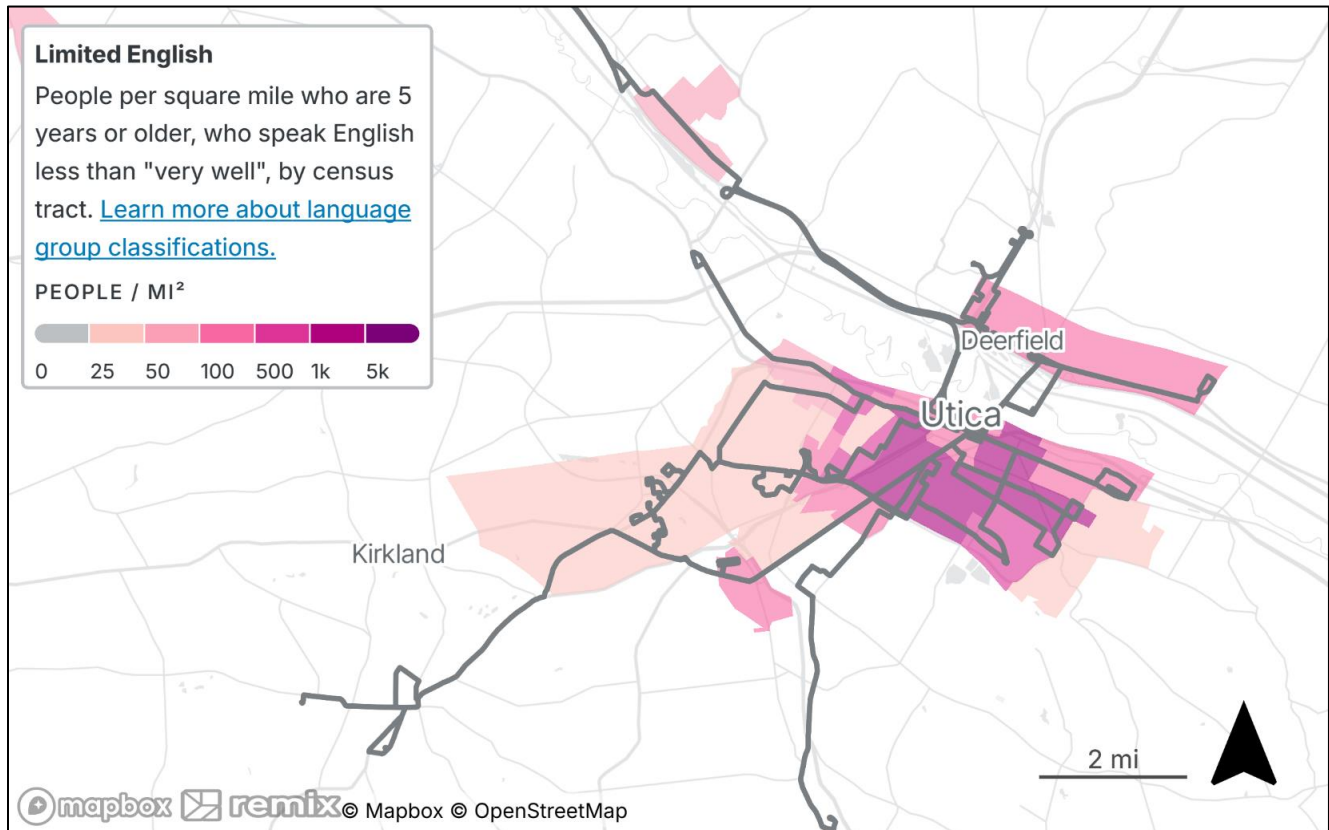 Limited English
People per square mile who are 5
years or older, who speak English
less than "very well", by census
tract. Learn more about language
group classifications.
PEOPLE / MI²
0 25 50 100 500 1k 5k
Deerfield
Utica
Kirkland
2 mi
mapbox remix © Mapbox © OpenStreetMap